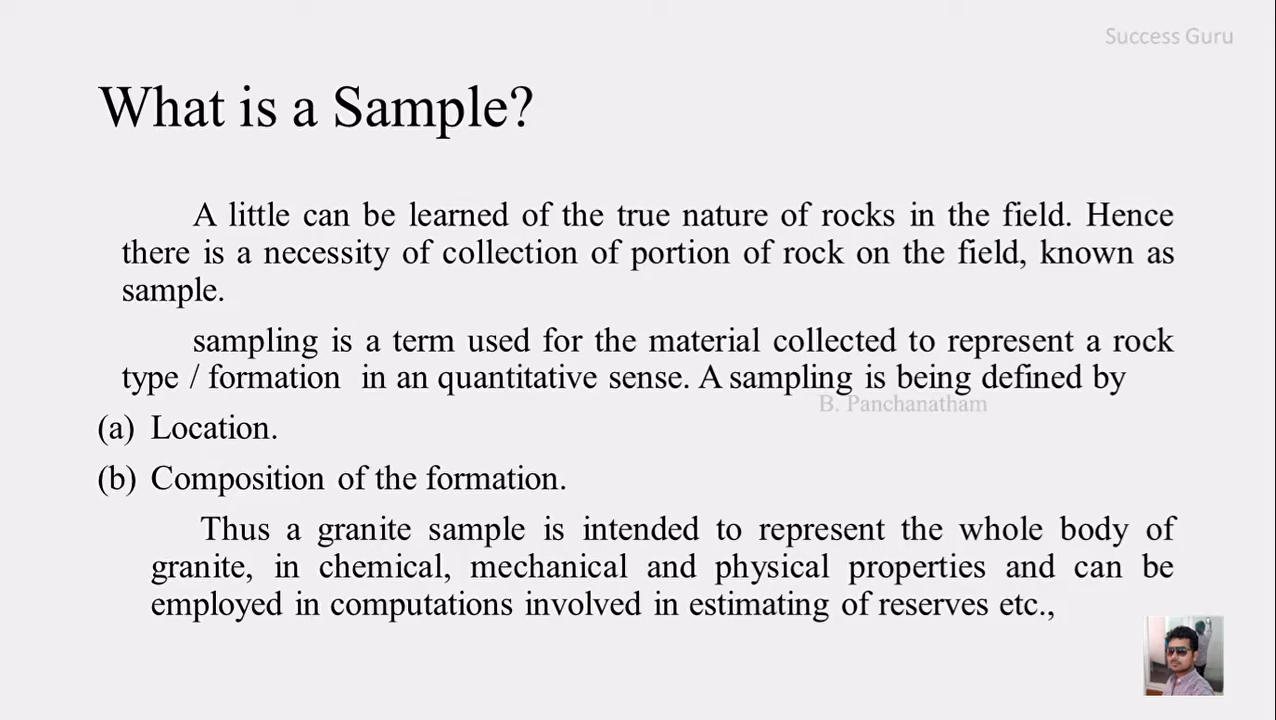 Success Guru
What is a Sample?
A little can be learned of the true nature of rocks in the field. Hence
there is a necessity of collection of portion of rock on the field, known as
sample.
sampling is a term used for the material collected to represent a rock
type / formation in an quantitative sense. A sampling is being defined by
B. Panchanatham
(a) Location.
(b) Composition of the formation.
Thus a granite sample is intended to represent the whole body of
granite, in chemical, mechanical and physical properties and can be
employed in computations involved in estimating of reserves etc.,